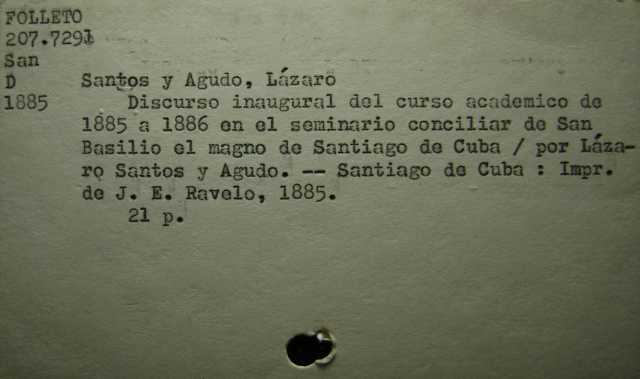 FOLLETO
207.7291
San
D Santos y Agudo, Lázaro
1885 Discurso inaugural del curso academico de
1885 a 1886 en el seminario conciliar de San
Basilio el magno de Santiago de Cuba / por Láza-
ro Santos y Agudo. -- Santiago de Cuba : Impr.
de J. E. Ravelo, 1885.
21 p.